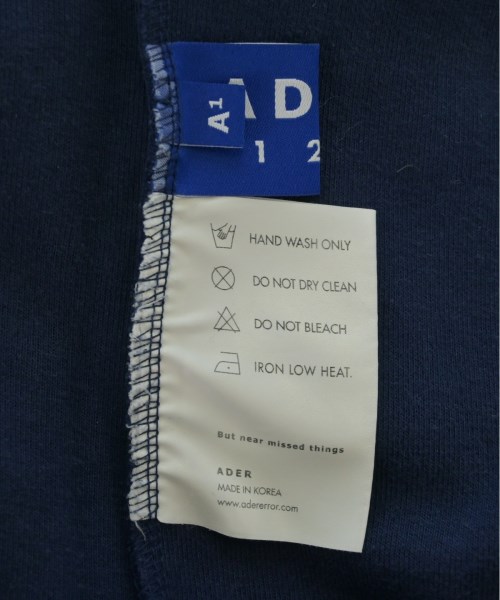 AD
A1
1 2
HAND WASH ONLY
DO NOT DRY CLEAN
DO NOT BLEACH
IRON LOW HEAT.
But near missed things
ADER
MADE IN KOREA
www.adererror.com